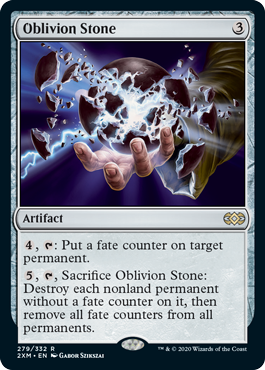 Oblivion Stone 3
Artifact
4, T: Put a fate counter on target
permanent.
5, T, Sacrifice Oblivion Stone:
Destroy each nonland permanent
without a fate counter on it, then
remove all fate counters from all
permanents.
279/332 R
2XM • EN Gabor Szikszai
™ & © 2020 Wizards of the Coast